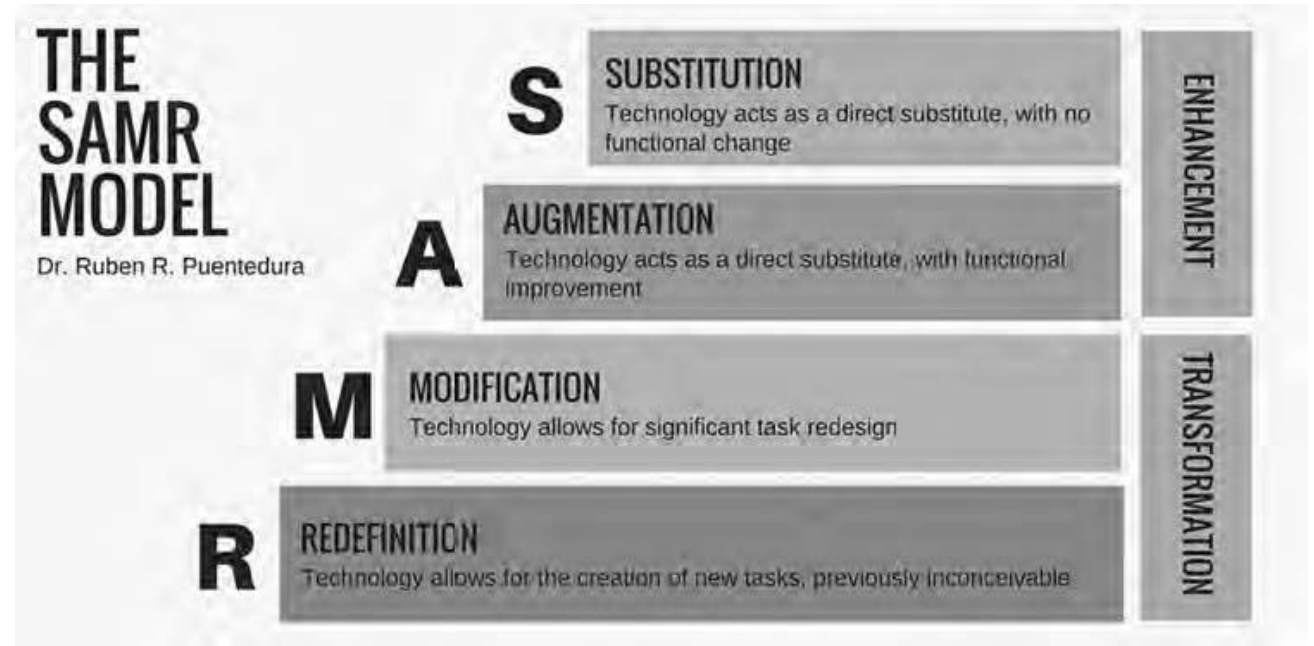 THE
SAMR
MODEL
Dr. Ruben R. Puentedura
S
SUBSTITUTION
Technology acts as a direct substitute, with no
functional change
A
AUGMENTATION
Technology acts as a direct substitute, with functional
improvement
ENHANCEMENT
M
MODIFICATION
Technology allows for significant task redesign
R
REDEFINITION
Technology allows for the creation of new tasks, previously inconceivable
TRANSFORMATION